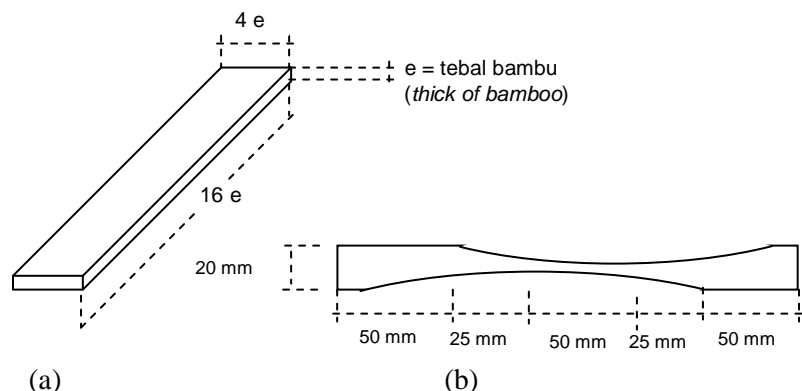 4 e
e = tebal bambu
(thick of bamboo)
16 e
20 mm
50 mm 25 mm 50 mm 25 mm 50 mm
(a) (b)